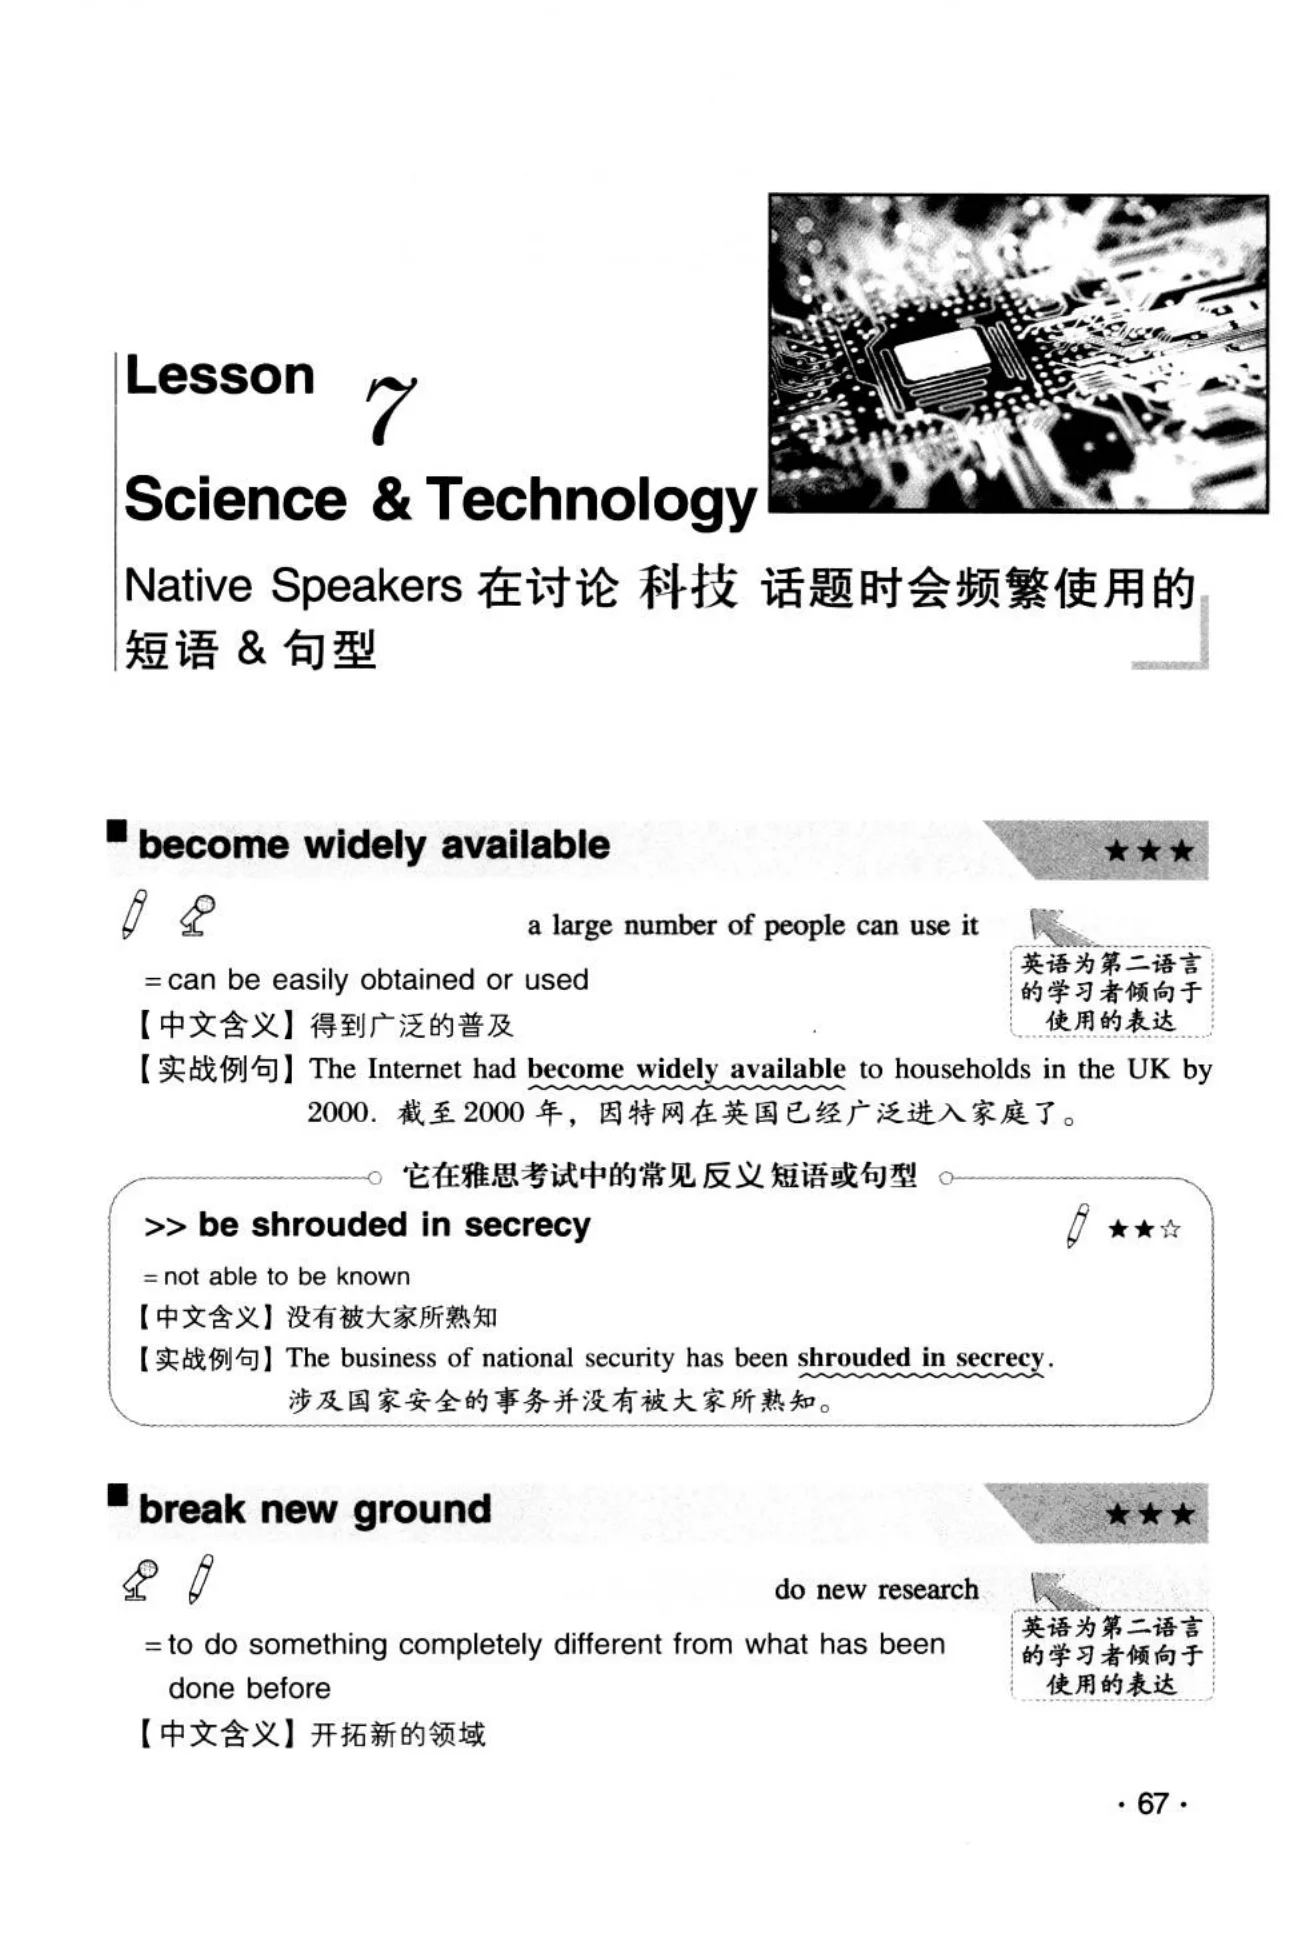 Lesson 7
Science & Technology
Native Speakers 在讨论 科技 话题时会频繁使用的
短语 & 句型
■ become widely available ★★★
a large number of people can use it
= can be easily obtained or used
英语为第二语言
的学习者倾向于
使用的表达
【中文含义】得到广泛的普及
【实战例句】The Internet had become widely available to households in the UK by
2000. 截至 2000 年，因特网在英国已经广泛进入家庭了。
它在雅思考试中的常见反义短语或句型
>> be shrouded in secrecy ★★☆
= not able to be known
【中文含义】没有被大家所熟知
【实战例句】The business of national security has been shrouded in secrecy.
涉及国家安全的事务并没有被大家所熟知。
■ break new ground ★★★
do new research
= to do something completely different from what has been
done before
英语为第二语言
的学习者倾向于
使用的表达
【中文含义】开拓新的领域
· 67 ·